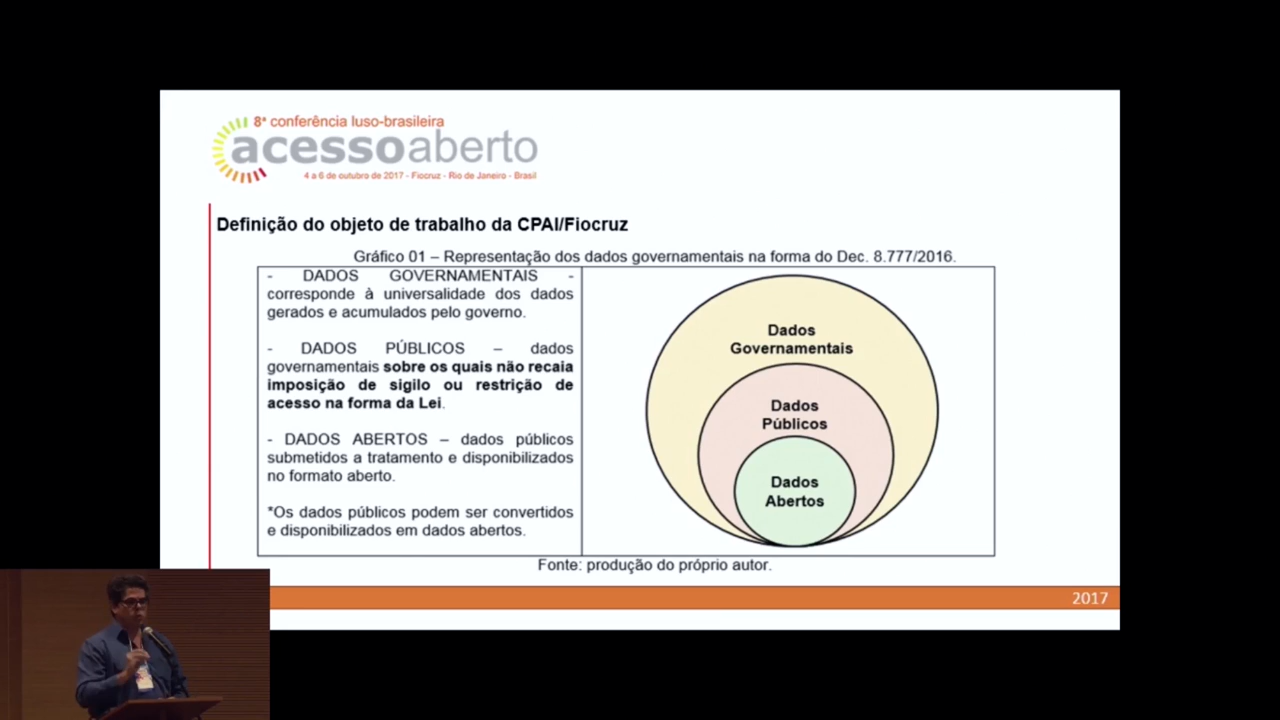 8ª conferência luso-brasileira
acessoaberto
4 a 6 de outubro de 2017 - Fiocruz - Rio de Janeiro - Brasil
Definição do objeto de trabalho da CPAI/Fiocruz
Gráfico 01 – Representação dos dados governamentais na forma do Dec. 8.777/2016.
- DADOS GOVERNAMENTAIS -
corresponde à universalidade dos dados
gerados e acumulados pelo governo.
- DADOS PÚBLICOS – dados
governamentais sobre os quais não recaia
imposição de sigilo ou restrição de
acesso na forma da Lei.
- DADOS ABERTOS – dados públicos
submetidos a tratamento e disponibilizados
no formato aberto.
*Os dados públicos podem ser convertidos
e disponibilizados em dados abertos.
Dados
Governamentais
Dados
Públicos
Dados
Abertos
Fonte: produção do próprio autor.
2017